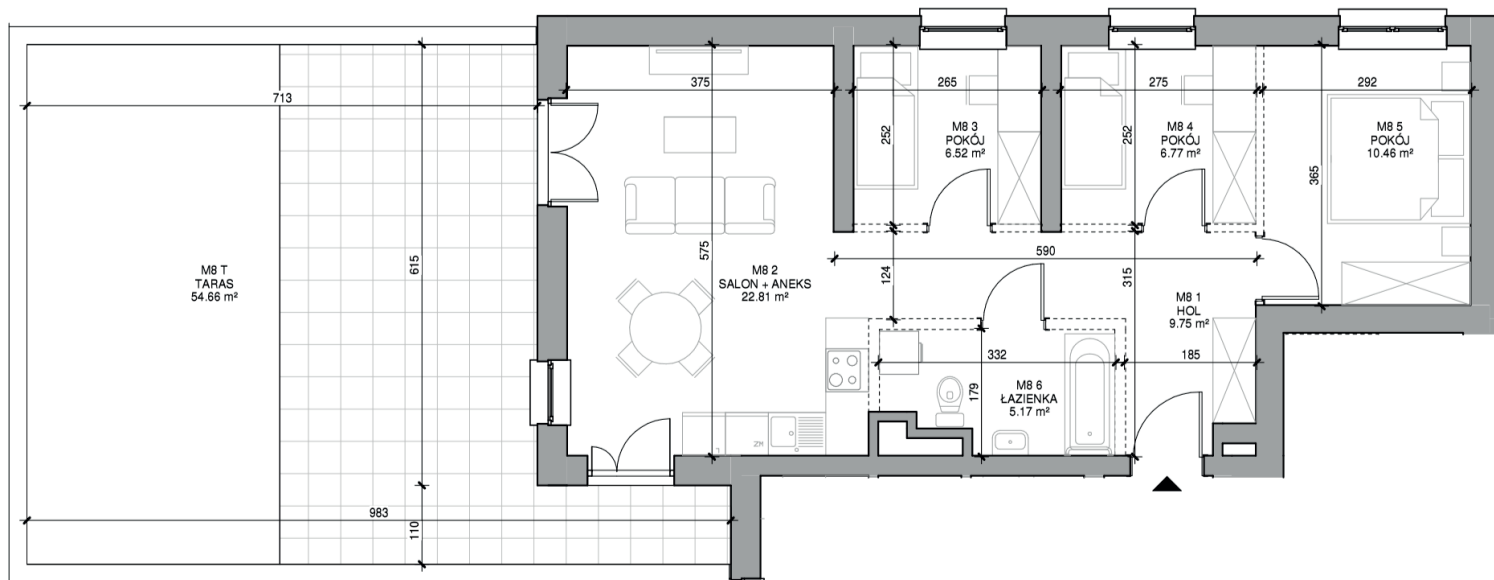 713
375
265
275
292
252
252
M8 3
POKÓJ
6.52 m²
M8 4
POKÓJ
6.77 m²
M8 5
POKÓJ
10.46 m²
365
575
615
M8 T
TARAS
54.66 m²
M8 2
SALON + ANEKS
22.81 m²
590
124
315
M8 1
HOL
9.75 m²
332
185
179
M8 6
ŁAZIENKA
5.17 m²
ZM
983
110